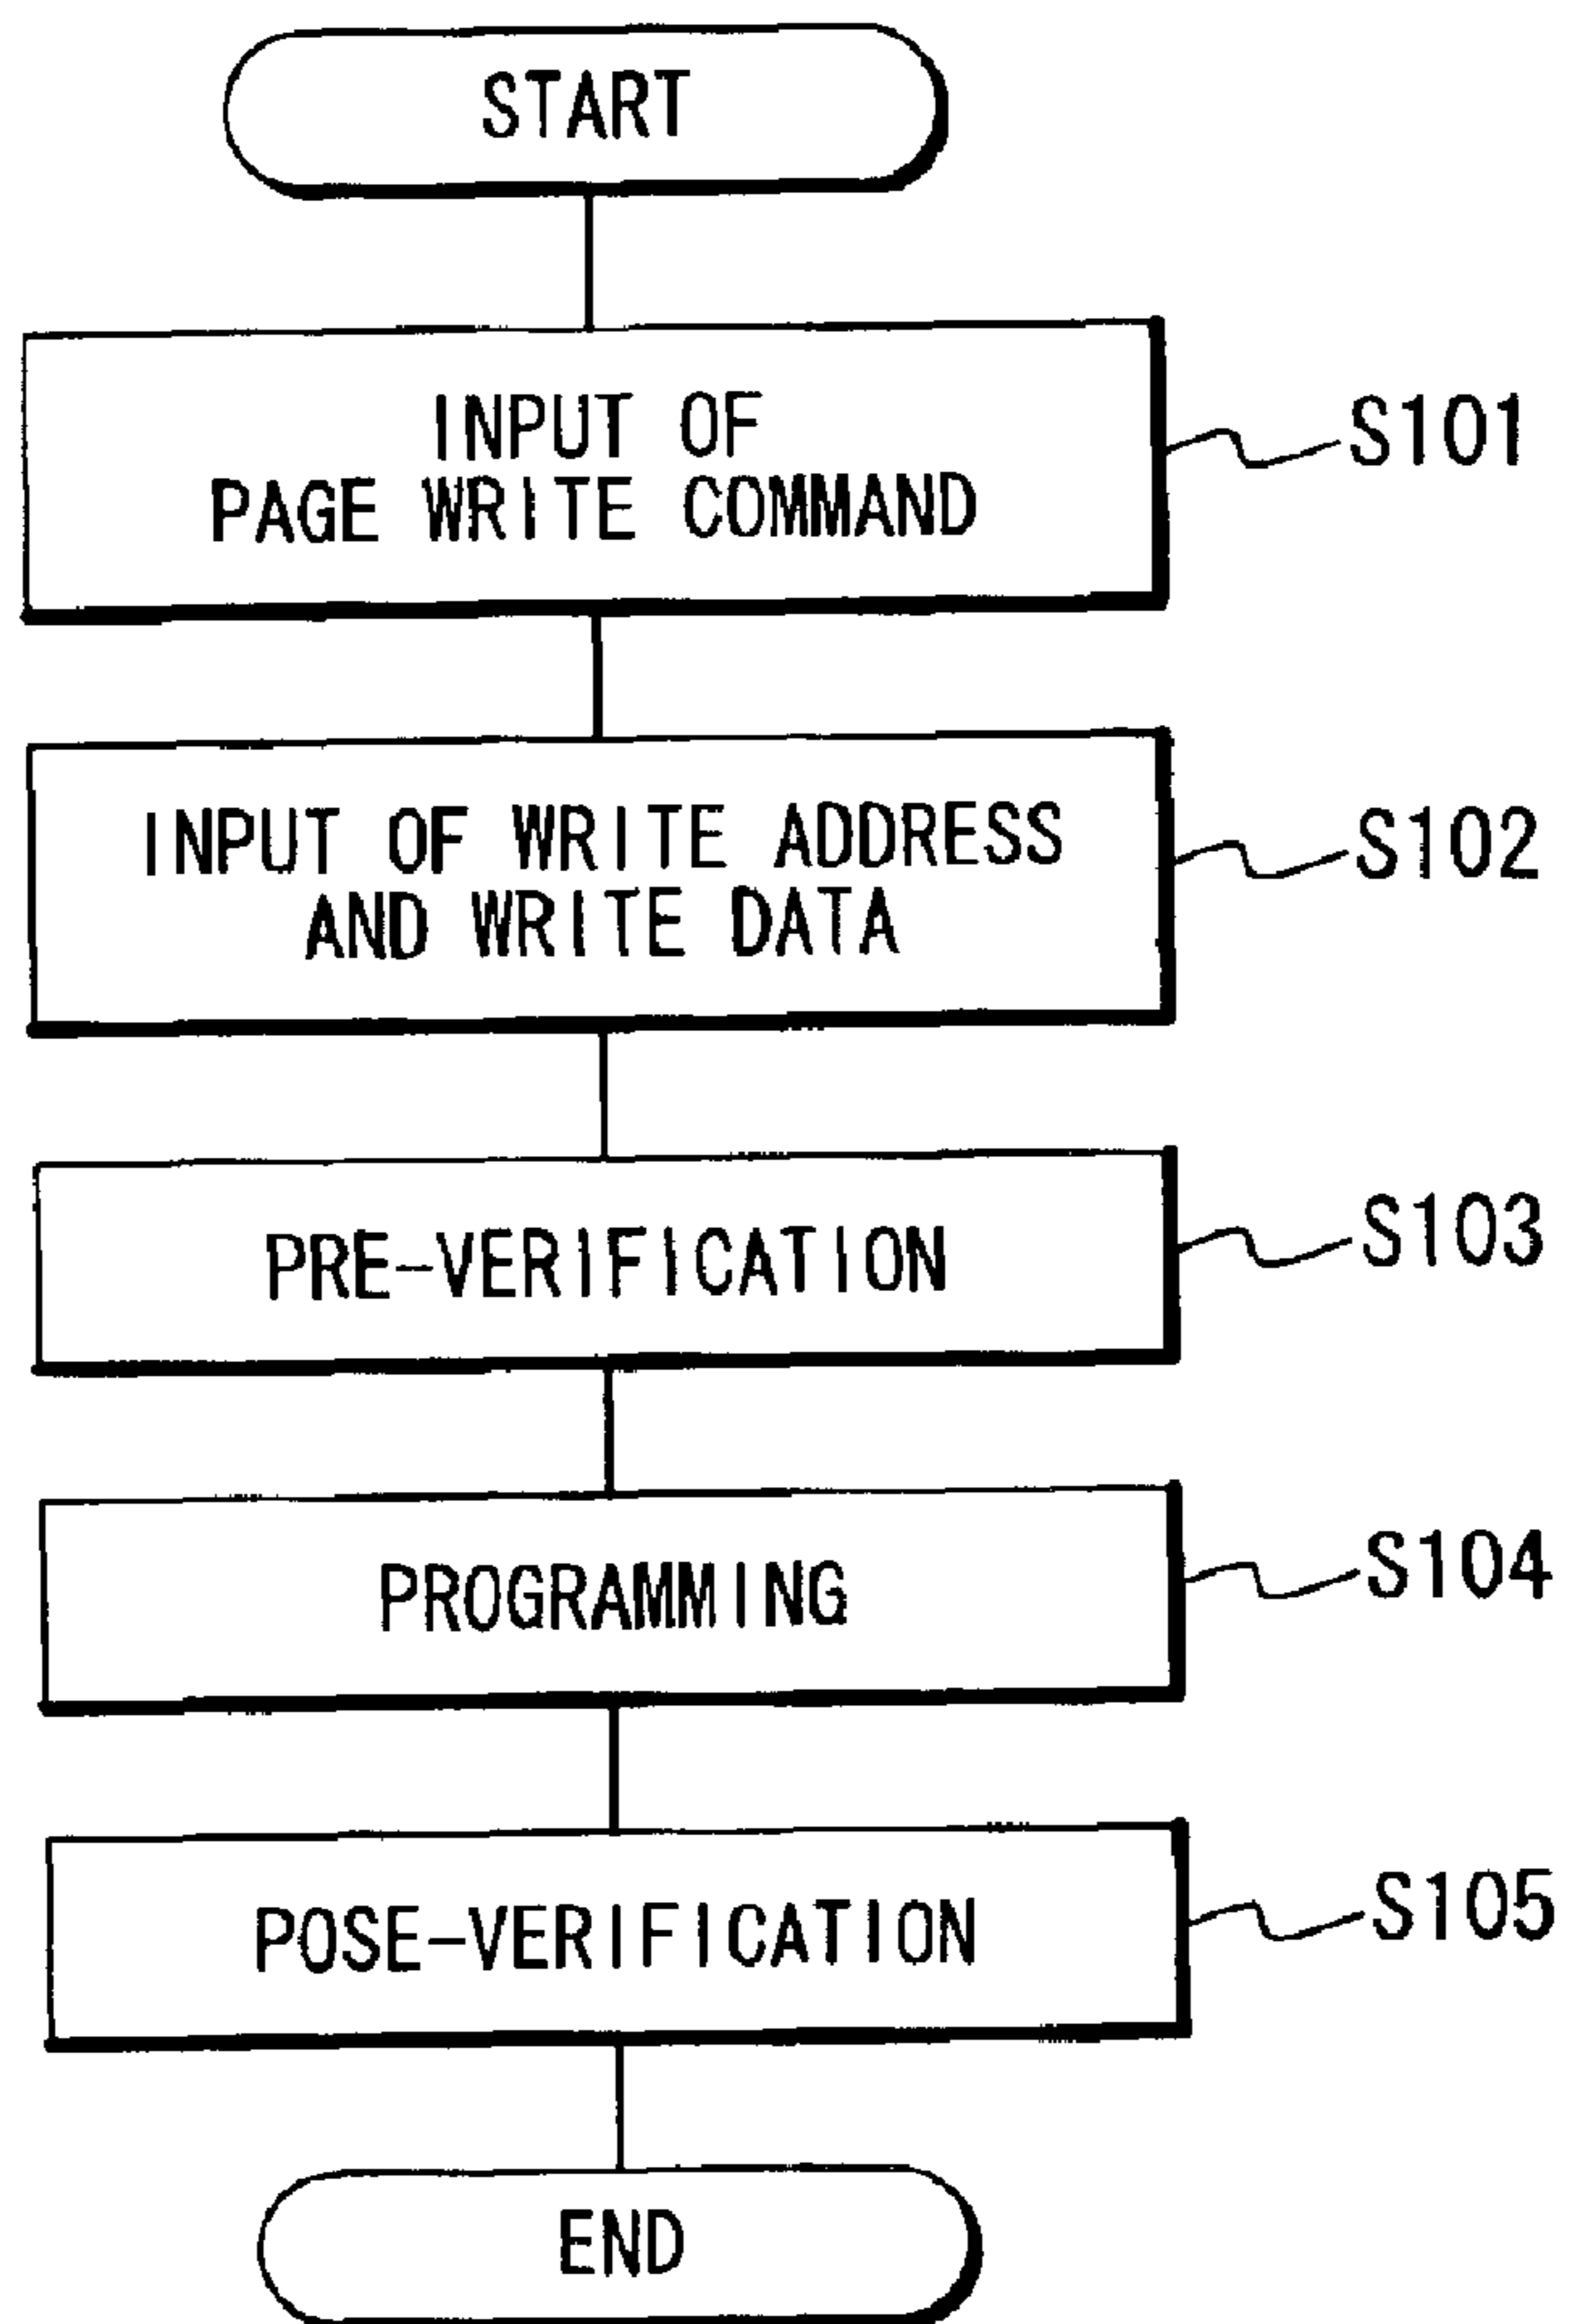 START
INPUT OF
PAGE WRITE COMMAND
S101
INPUT OF WRITE ADDRESS
AND WRITE DATA
S102
PRE-VERIFICATION
S103
PROGRAMMING
S104
POSE-VERIFICATION
S105
END